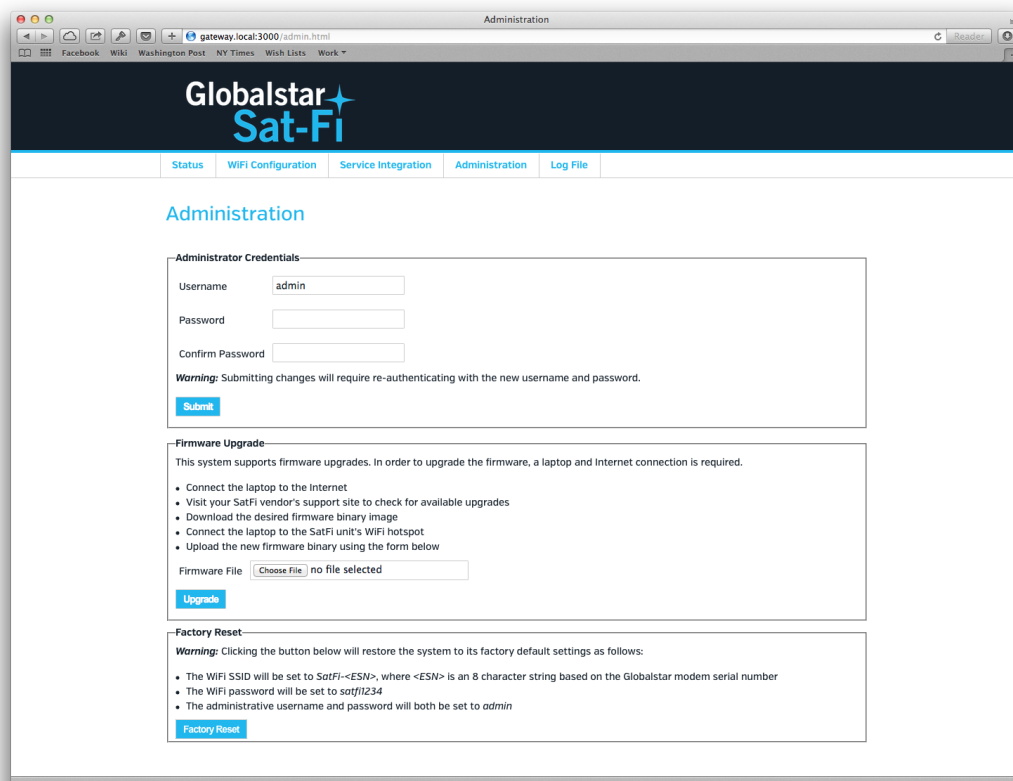 Administration
gateway.local:3000/admin.html
Reader
Facebook Wiki Washington Post NY Times Wish Lists Work
Globalstar
Sat-Fi
Status WiFi Configuration Service Integration Administration Log File
Administration
Administrator Credentials
Username admin
Password
Confirm Password
Warning: Submitting changes will require re-authenticating with the new username and password.
Submit
Firmware Upgrade
This system supports firmware upgrades. In order to upgrade the firmware, a laptop and Internet connection is required.
• Connect the laptop to the Internet
• Visit your SatFi vendor's support site to check for available upgrades
• Download the desired firmware binary image
• Connect the laptop to the SatFi unit's WiFi hotspot
• Upload the new firmware binary using the form below
Firmware File Choose File no file selected
Upgrade
Factory Reset
Warning: Clicking the button below will restore the system to its factory default settings as follows:
• The WiFi SSID will be set to SatFi-<ESN>, where <ESN> is an 8 character string based on the Globalstar modem serial number
• The WiFi password will be set to satfi1234
• The administrative username and password will both be set to admin
Factory Reset